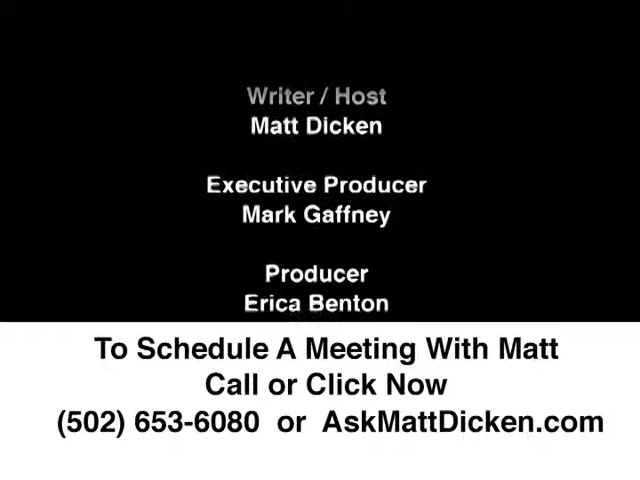 Writer / Host
Matt Dicken
Executive Producer
Mark Gaffney
Producer
Erica Benton
To Schedule A Meeting With Matt
Call or Click Now
(502) 653-6080 or AskMattDicken.com